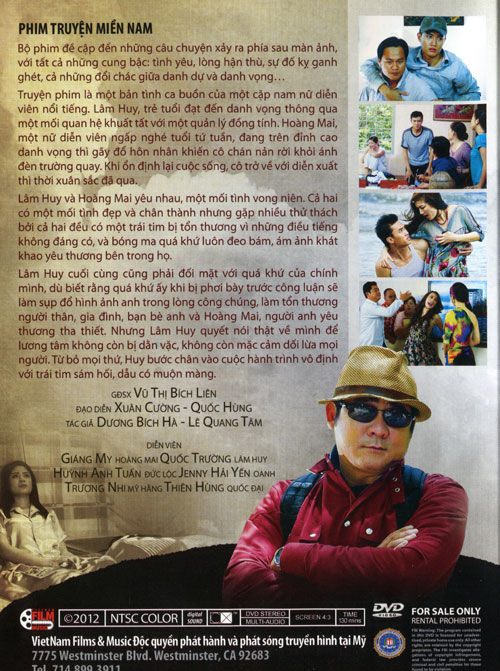 PHIM TRUYỆN MIỀN NAM
Bộ phim đề cập đến những câu chuyện xảy ra phía sau màn ảnh,
với tất cả những cung bậc: tình yêu, lòng hận thù, sự đố kỵ ganh
ghét, cả những đổi chác giữa danh dự và danh vọng...
Truyện phim là một bản tình ca buồn của một cặp nam nữ diễn
viên nổi tiếng. Lâm Huy, trẻ tuổi đạt đến danh vọng thông qua
một mối quan hệ khuất tất với một quản lý đồng tính. Hoàng Mai,
một nữ diễn viên ngấp nghé tuổi tứ tuần, đang trên đỉnh cao
danh vọng thì gãy đổ hôn nhân khiến cô chán nản rời khỏi ánh
đèn trường quay. Khi ổn định lại cuộc sống, cô trở về với diễn xuất
thì thời xuân sắc đã qua.
Lâm Huy và Hoàng Mai yêu nhau, một mối tình vong niên. Cả hai
có một mối tình đẹp và chân thành nhưng gặp nhiều thử thách
bởi cả hai đều có một trái tim bị tổn thương vì những điều tiếng
không đáng có, và bóng ma quá khứ luôn đeo bám, ám ảnh khát
khao yêu thương bên trong họ.
Lâm Huy cuối cùng cũng phải đối mặt với quá khứ của chính
mình, dù biết rằng quá khứ ấy khi bị phơi bày trước công luận sẽ
làm sụp đổ hình ảnh anh trong lòng công chúng, làm tổn thương
người thân, gia đình, bạn bè anh và Hoàng Mai, người anh yêu
thương tha thiết. Nhưng Lâm Huy quyết nói thật về mình để
lương tâm không còn bị dằn vặc, không còn mặc cảm dối lừa mọi
người. Từ bỏ mọi thứ, Huy bước chân vào cuộc hành trình vô định
với trái tim sám hối, dẫu có muộn màng.
GĐSX VŨ THỊ BÍCH LIÊN
ĐẠO DIỄN XUÂN CƯỜNG - QUỐC HÙNG
TÁC GIẢ DƯƠNG BÍCH HÀ - LÊ QUANG TÂM
DIỄN VIÊN
GIÁNG MY HOÀNG MAI QUỐC TRƯỜNG LÂM HUY
HUỲNH ANH TUẤN ĐỨC LỘC JENNY HẢI YẾN OANH
TRƯƠNG NHI MỸ HẰNG THIÊN HÙNG QUỐC ĐẠI
FILM
©2012
NTSC COLOR
digital
SOUND
DVD STEREO
MULTI-AUDIO
SCREEN 4:3
TIME
130 mins
DVD
VIDEO
FOR SALE ONLY
RENTAL PROHIBITED
VietNam Films & Music Độc quyền phát hành và phát sóng truyền hình tại Mỹ
7775 Westminster Blvd. Westminster, CA 92683
Tel. 714.899.3911